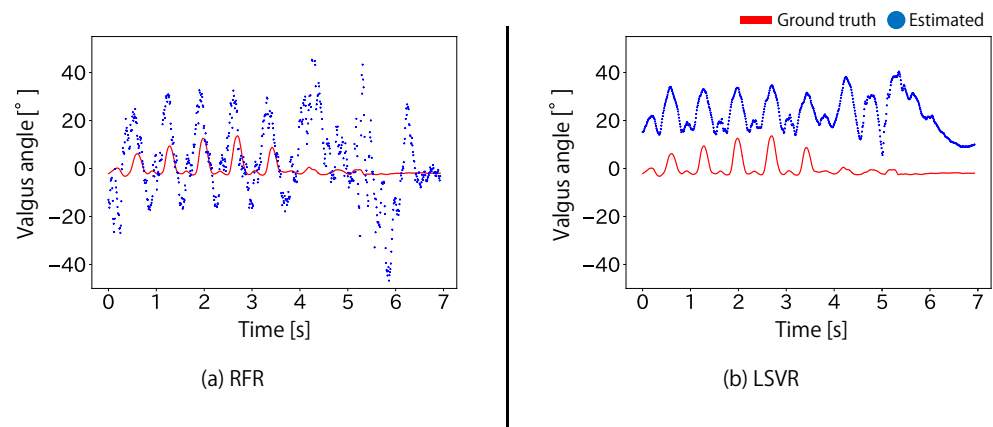 Ground truth Estimated
Valgus angle[°]
40
20
0
−20
−40
0 1 2 3 4 5 6 7
Time [s]
(a) RFR
Valgus angle[°]
40
20
0
−20
−40
0 1 2 3 4 5 6 7
Time [s]
(b) LSVR